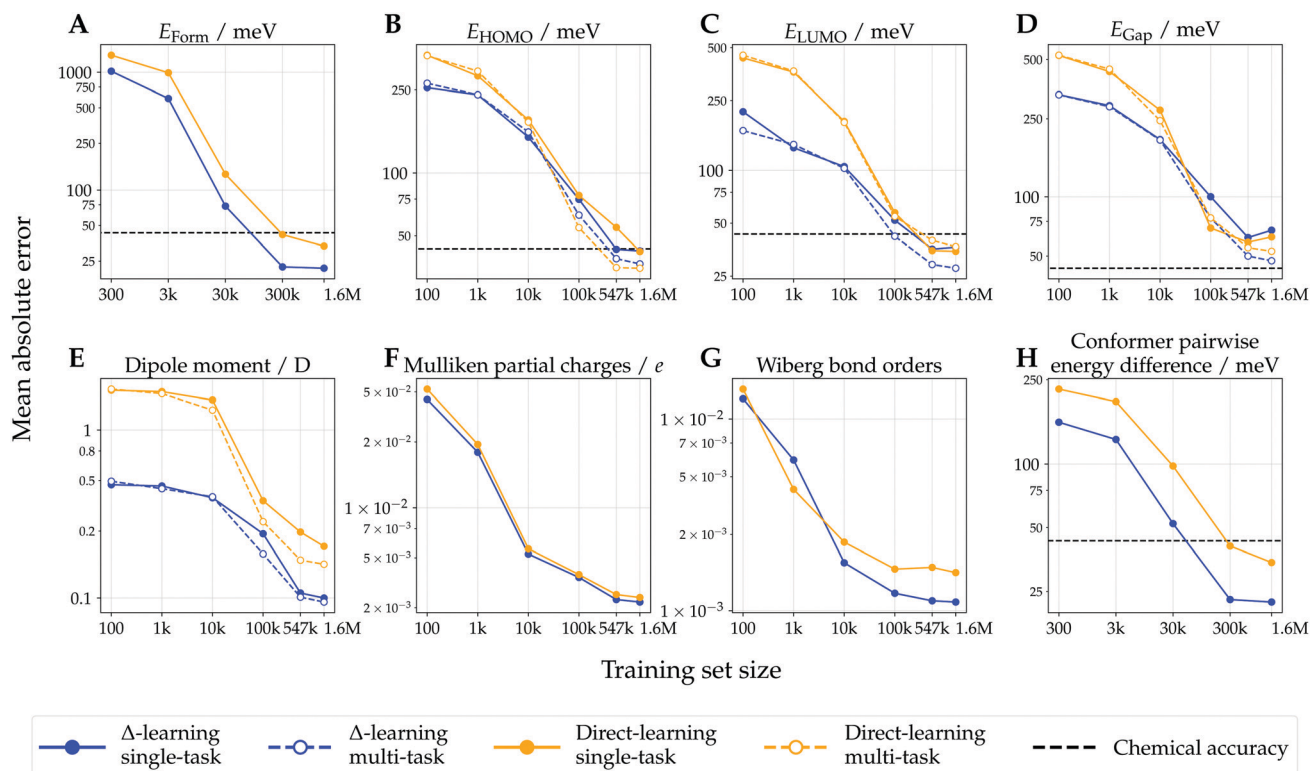 A
E_Form / meV
B
E_HOMO / meV
C
E_LUMO / meV
D
E_Gap / meV
1000
750
500
250
100
75
50
25
300
3k
30k
300k
1.6M
250
100
75
50
100
1k
10k
100k
547k
1.6M
500
250
100
75
50
25
100
1k
10k
100k
547k
1.6M
500
250
100
75
50
100
1k
10k
100k
547k
1.6M
Mean absolute error
E
Dipole moment / D
F
Mulliken partial charges / e
G
Wiberg bond orders
H
Conformer pairwise
energy difference / meV
1
0.8
0.5
0.2
0.1
100
1k
10k
100k
547k
1.6M
5 × 10⁻²
2 × 10⁻²
1 × 10⁻²
7 × 10⁻³
5 × 10⁻³
3 × 10⁻³
2 × 10⁻³
100
1k
10k
100k
547k
1.6M
1 × 10⁻²
7 × 10⁻³
5 × 10⁻³
2 × 10⁻³
1 × 10⁻³
100
1k
10k
100k
547k
1.6M
250
100
75
50
25
300
3k
30k
300k
1.6M
Training set size
Δ-learning
single-task
Δ-learning
multi-task
Direct-learning
single-task
Direct-learning
multi-task
Chemical accuracy